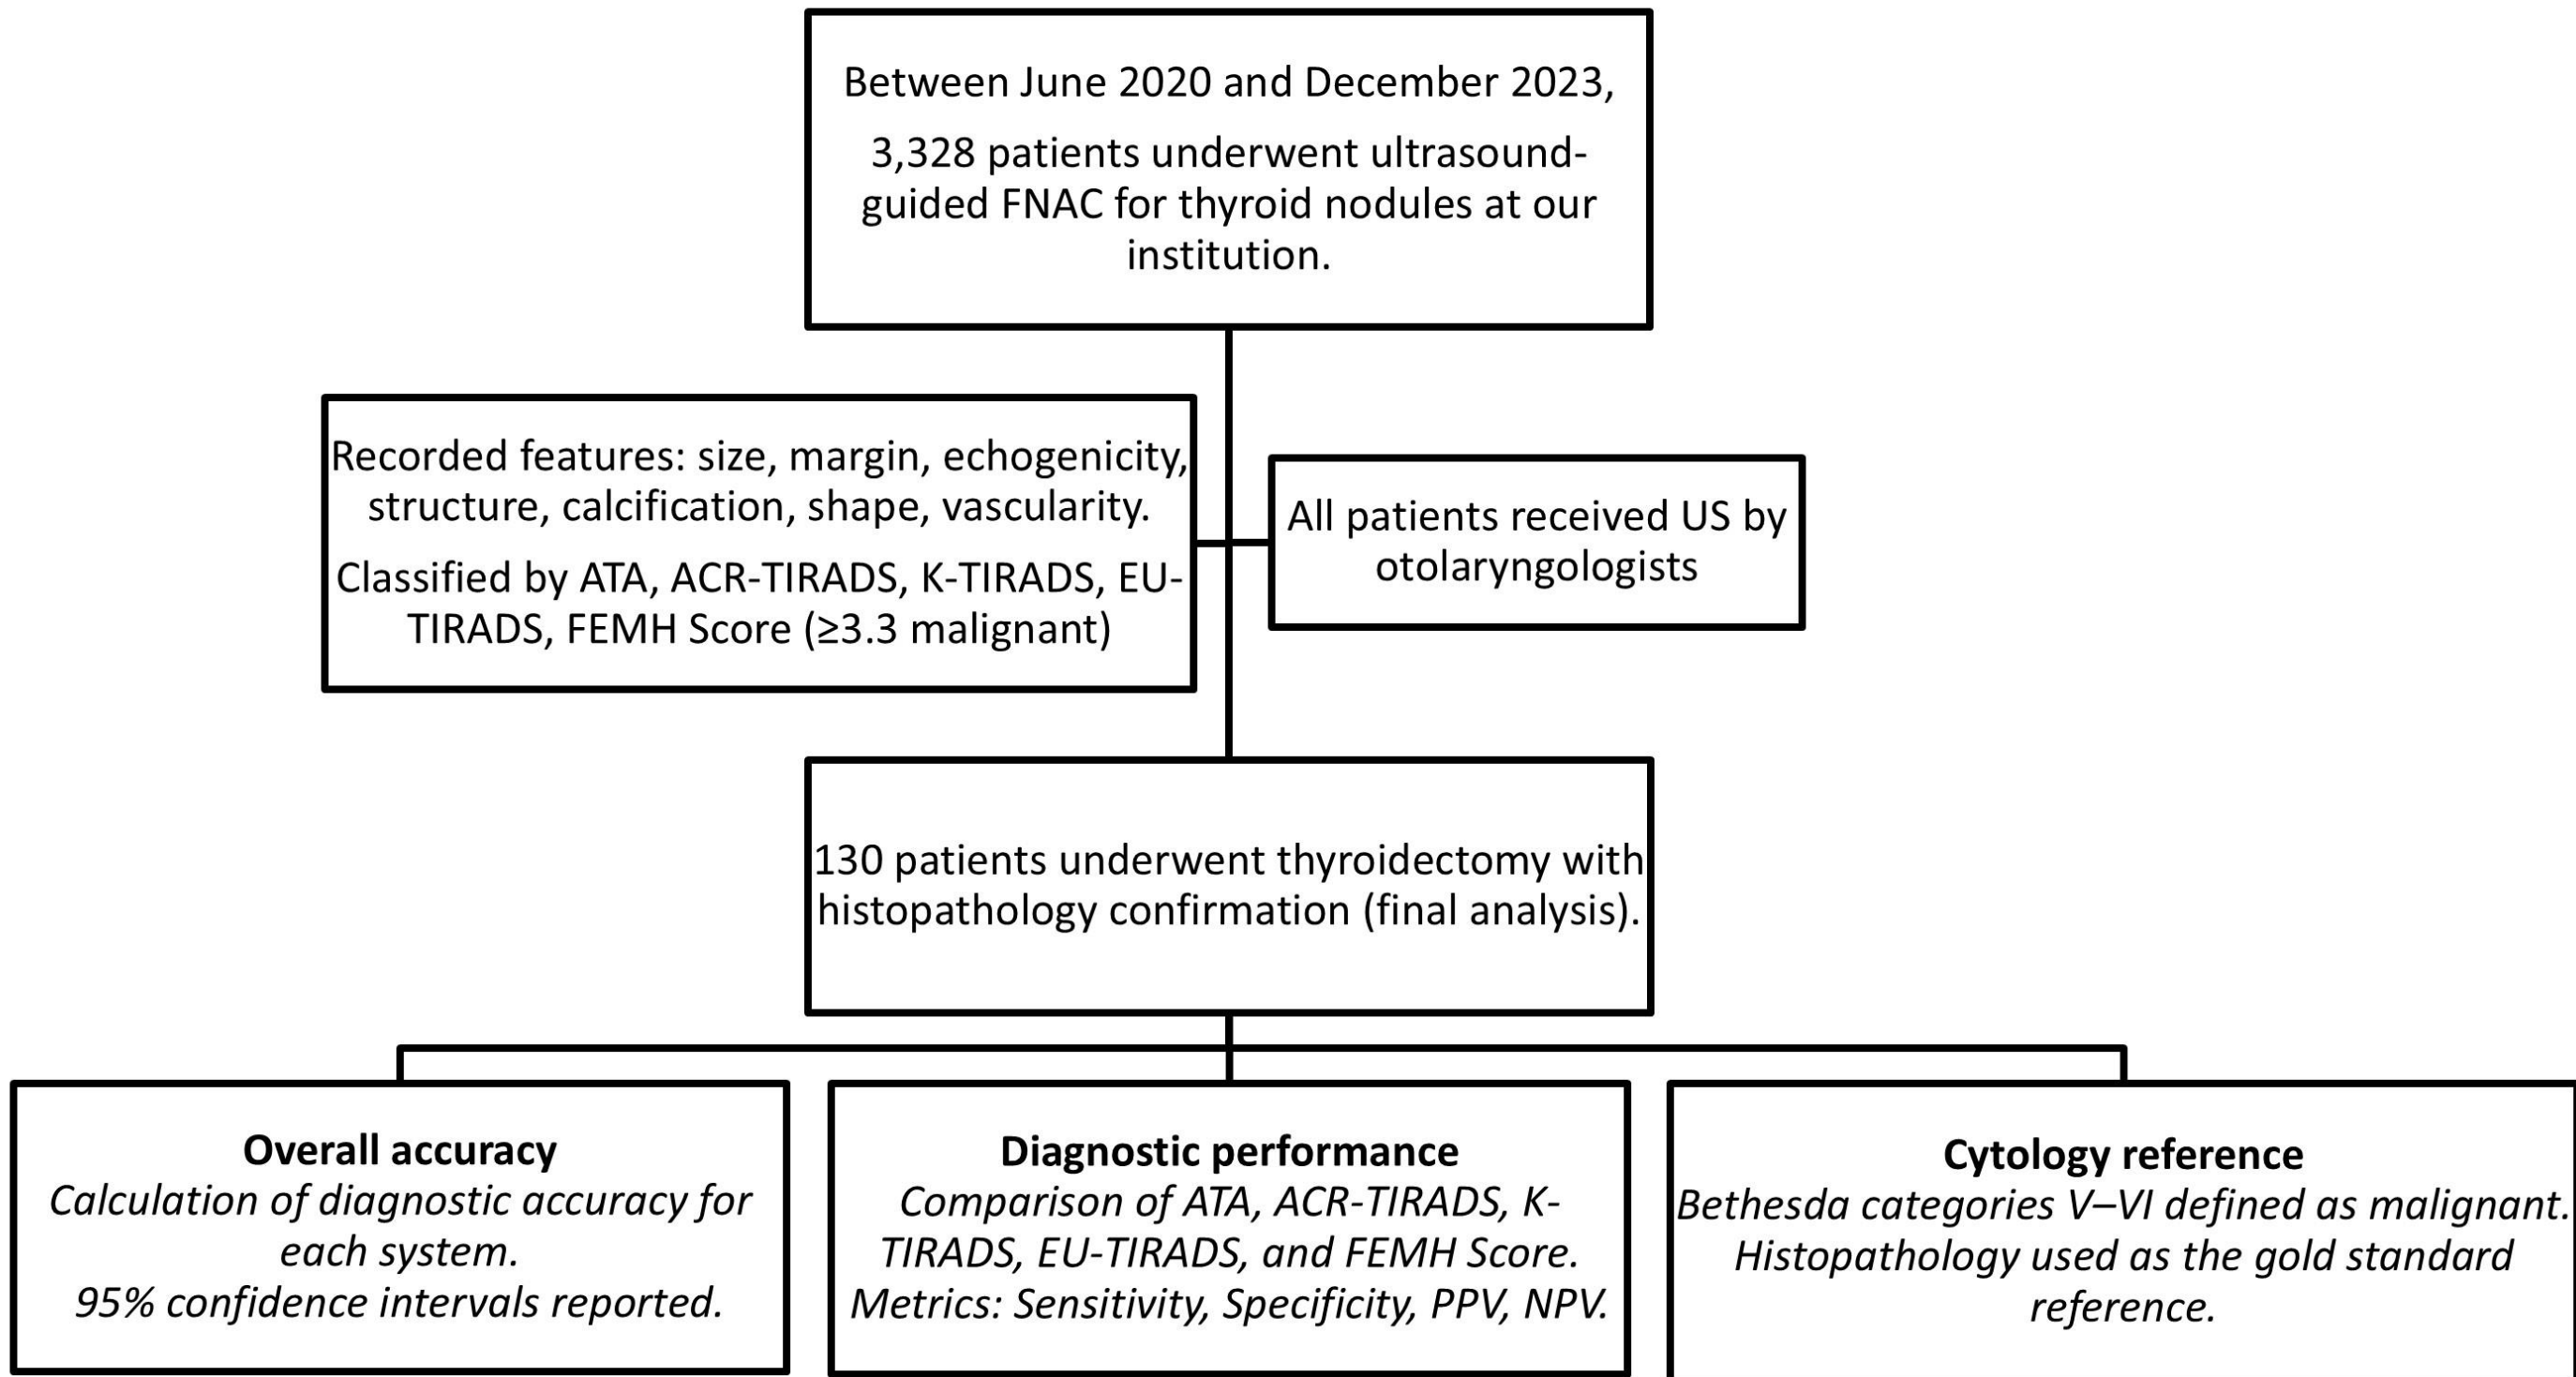 Between June 2020 and December 2023,
3,328 patients underwent ultrasound-
guided FNAC for thyroid nodules at our
institution.
Recorded features: size, margin, echogenicity,
structure, calcification, shape, vascularity.
Classified by ATA, ACR-TIRADS, K-TIRADS, EU-
TIRADS, FEMH Score (≥3.3 malignant)
All patients received US by
otolaryngologists
130 patients underwent thyroidectomy with
histopathology confirmation (final analysis).
Overall accuracy
Calculation of diagnostic accuracy for
each system.
95% confidence intervals reported.
Diagnostic performance
Comparison of ATA, ACR-TIRADS, K-
TIRADS, EU-TIRADS, and FEMH Score.
Metrics: Sensitivity, Specificity, PPV, NPV.
Cytology reference
Bethesda categories V–VI defined as malignant.
Histopathology used as the gold standard
reference.